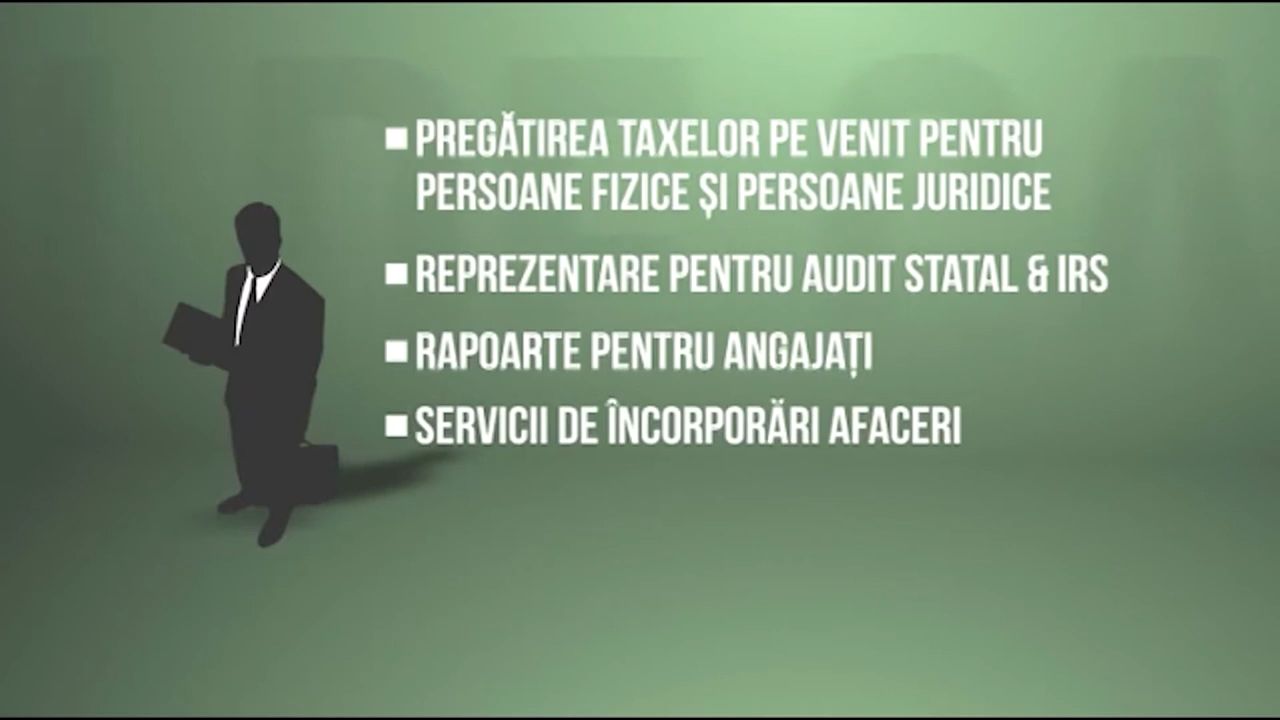 PREGĂTIREA TAXELOR PE VENIT PENTRU
PERSOANE FIZICE ȘI PERSOANE JURIDICE
REPREZENTARE PENTRU AUDIT STATAL & IRS
RAPOARTE PENTRU ANGAJAȚI
SERVICII DE ÎNCORPORĂRI AFACERI